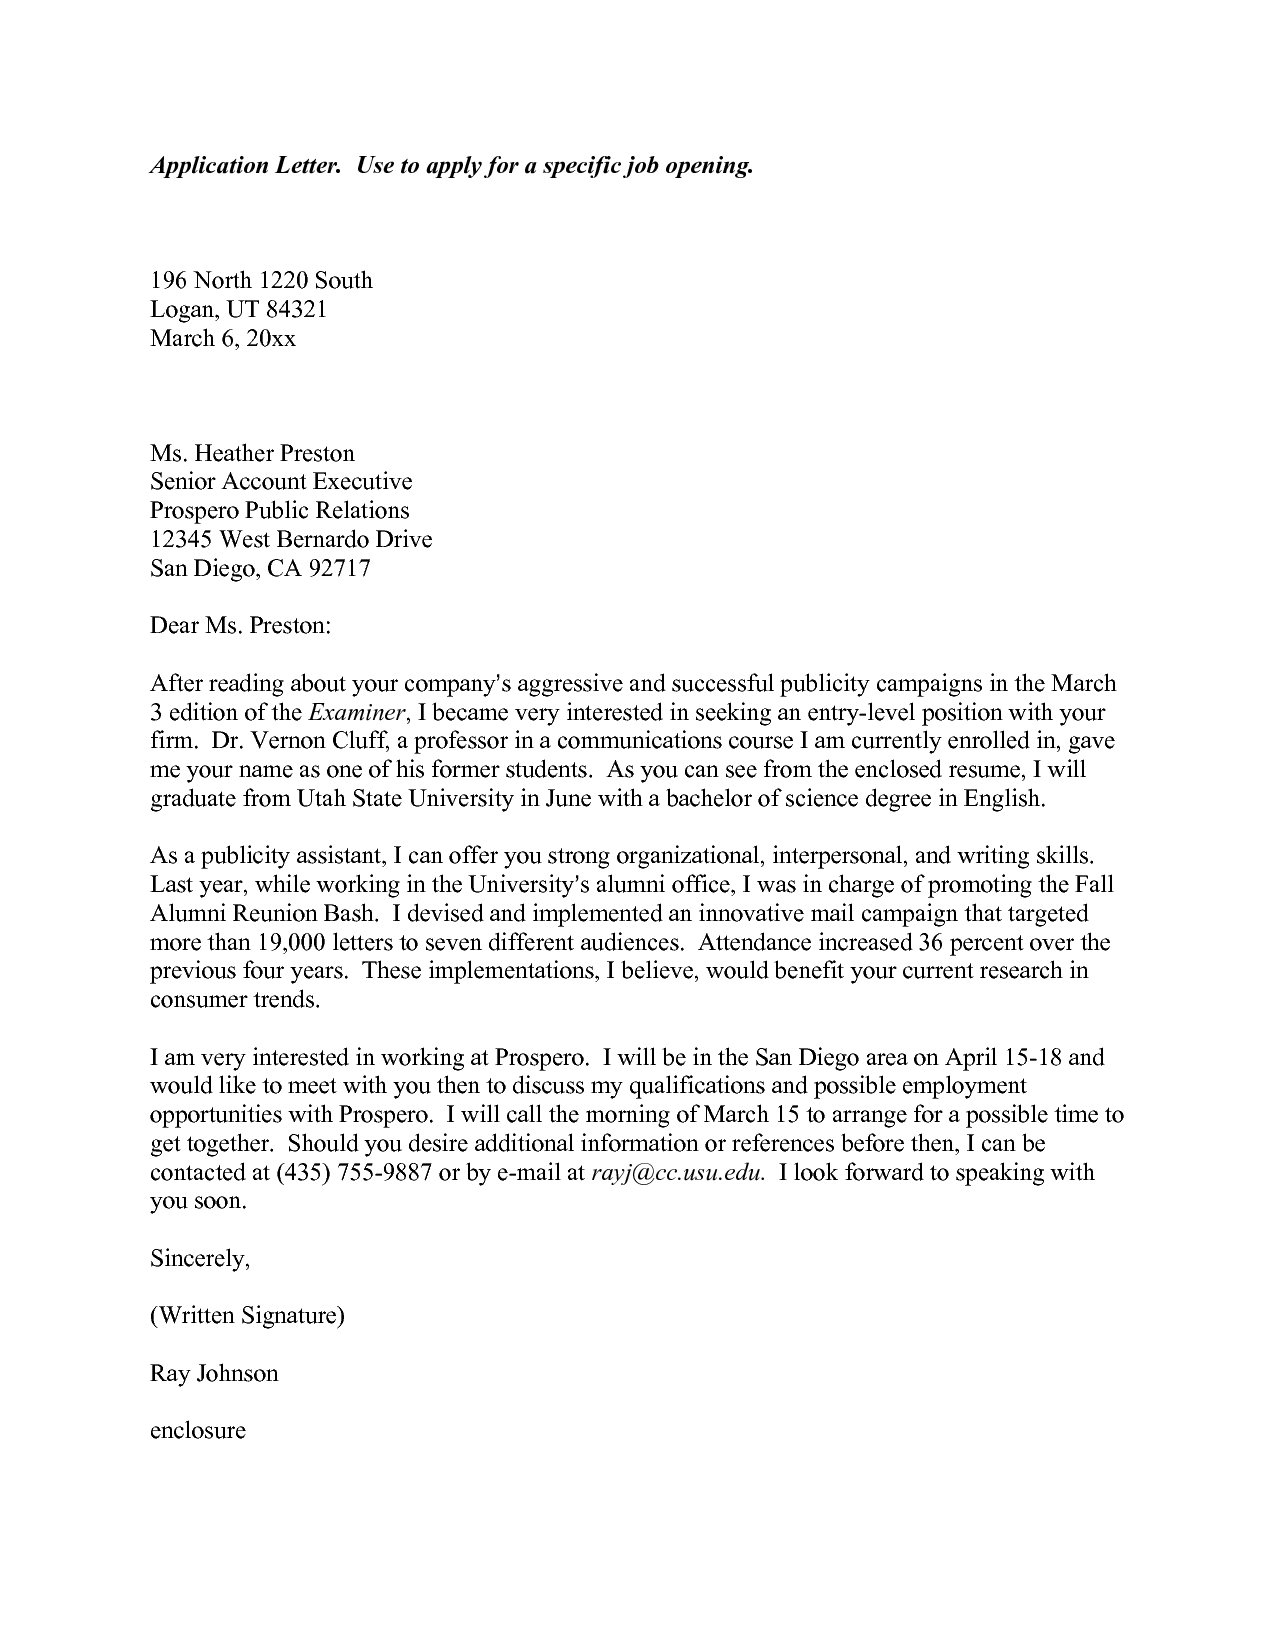 Application Letter.  Use to apply for a specific job opening.
196 North 1220 South
Logan, UT 84321
March 6, 20xx
Ms. Heather Preston
Senior Account Executive
Prospero Public Relations
12345 West Bernardo Drive
San Diego, CA 92717
Dear Ms. Preston:
After reading about your company's aggressive and successful publicity campaigns in the March
3 edition of the Examiner, I became very interested in seeking an entry-level position with your
firm.  Dr. Vernon Cluff, a professor in a communications course I am currently enrolled in, gave
me your name as one of his former students.  As you can see from the enclosed resume, I will
graduate from Utah State University in June with a bachelor of science degree in English.
As a publicity assistant, I can offer you strong organizational, interpersonal, and writing skills.
Last year, while working in the University's alumni office, I was in charge of promoting the Fall
Alumni Reunion Bash.  I devised and implemented an innovative mail campaign that targeted
more than 19,000 letters to seven different audiences.  Attendance increased 36 percent over the
previous four years.  These implementations, I believe, would benefit your current research in
consumer trends.
I am very interested in working at Prospero.  I will be in the San Diego area on April 15-18 and
would like to meet with you then to discuss my qualifications and possible employment
opportunities with Prospero.  I will call the morning of March 15 to arrange for a possible time to
get together.  Should you desire additional information or references before then, I can be
contacted at (435) 755-9887 or by e-mail at rayj@cc.usu.edu.  I look forward to speaking with
you soon.
Sincerely,
(Written Signature)
Ray Johnson
enclosure